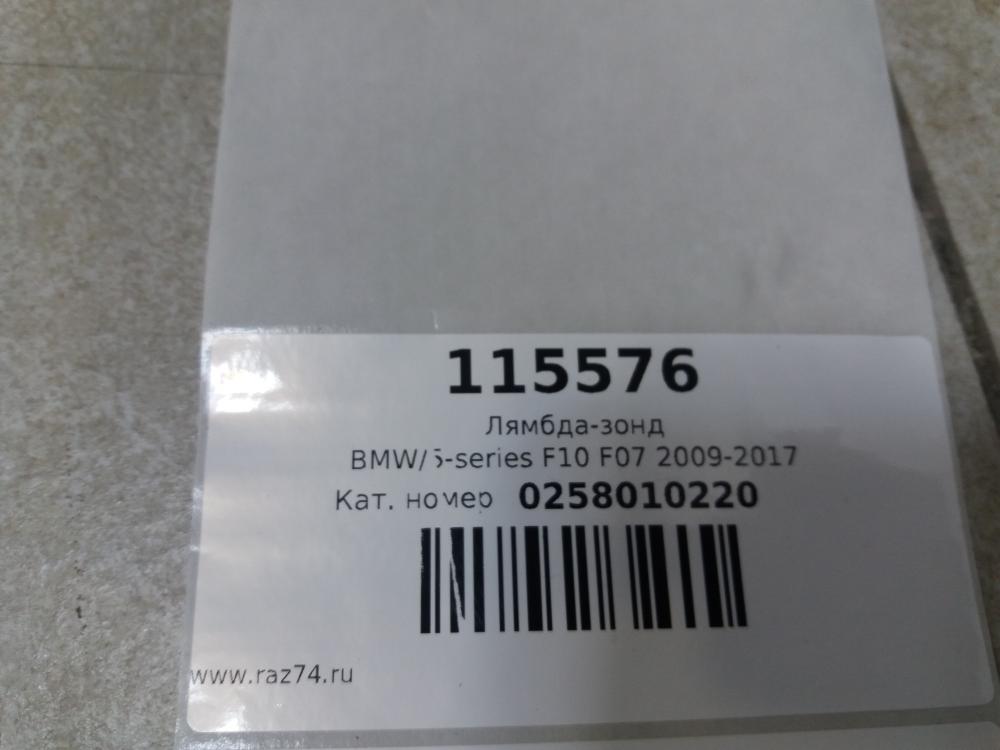 115576
Лямбда-зонд
BMW/5-series F10 F07 2009-2017
Кат. номер 0258010220
www.raz74.ru